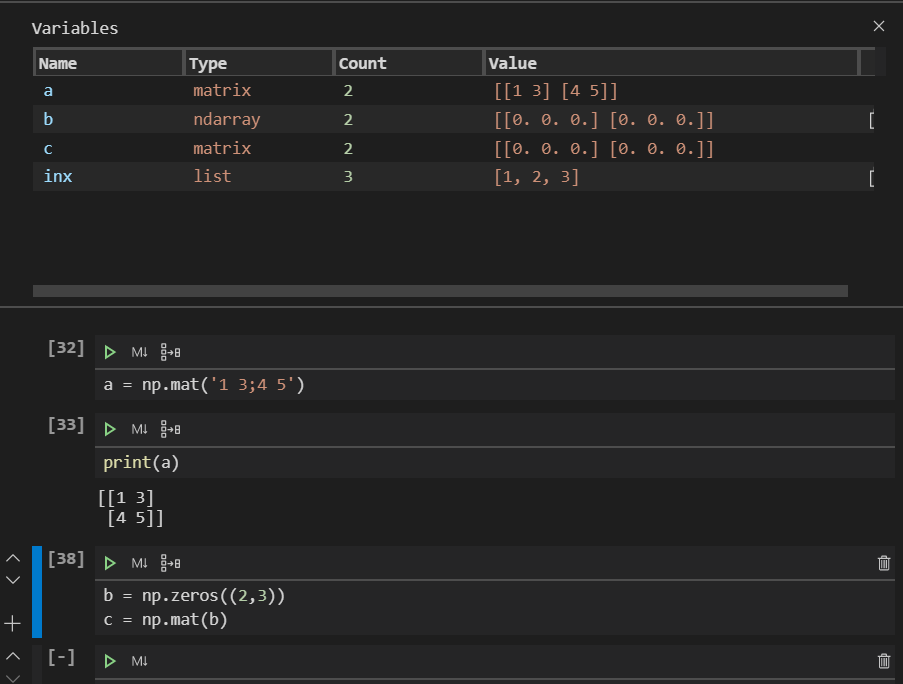 Variables
Name Type Count Value
a matrix 2 [[1 3] [4 5]]
b ndarray 2 [[0. 0. 0.] [0. 0. 0.]]
c matrix 2 [[0. 0. 0.] [0. 0. 0.]]
inx list 3 [1, 2, 3]
[32] M↓
a = np.mat('1 3;4 5')
[33] M↓
print(a)
[[1 3]
[4 5]]
[38] M↓
b = np.zeros((2,3))
c = np.mat(b)
[-] M↓